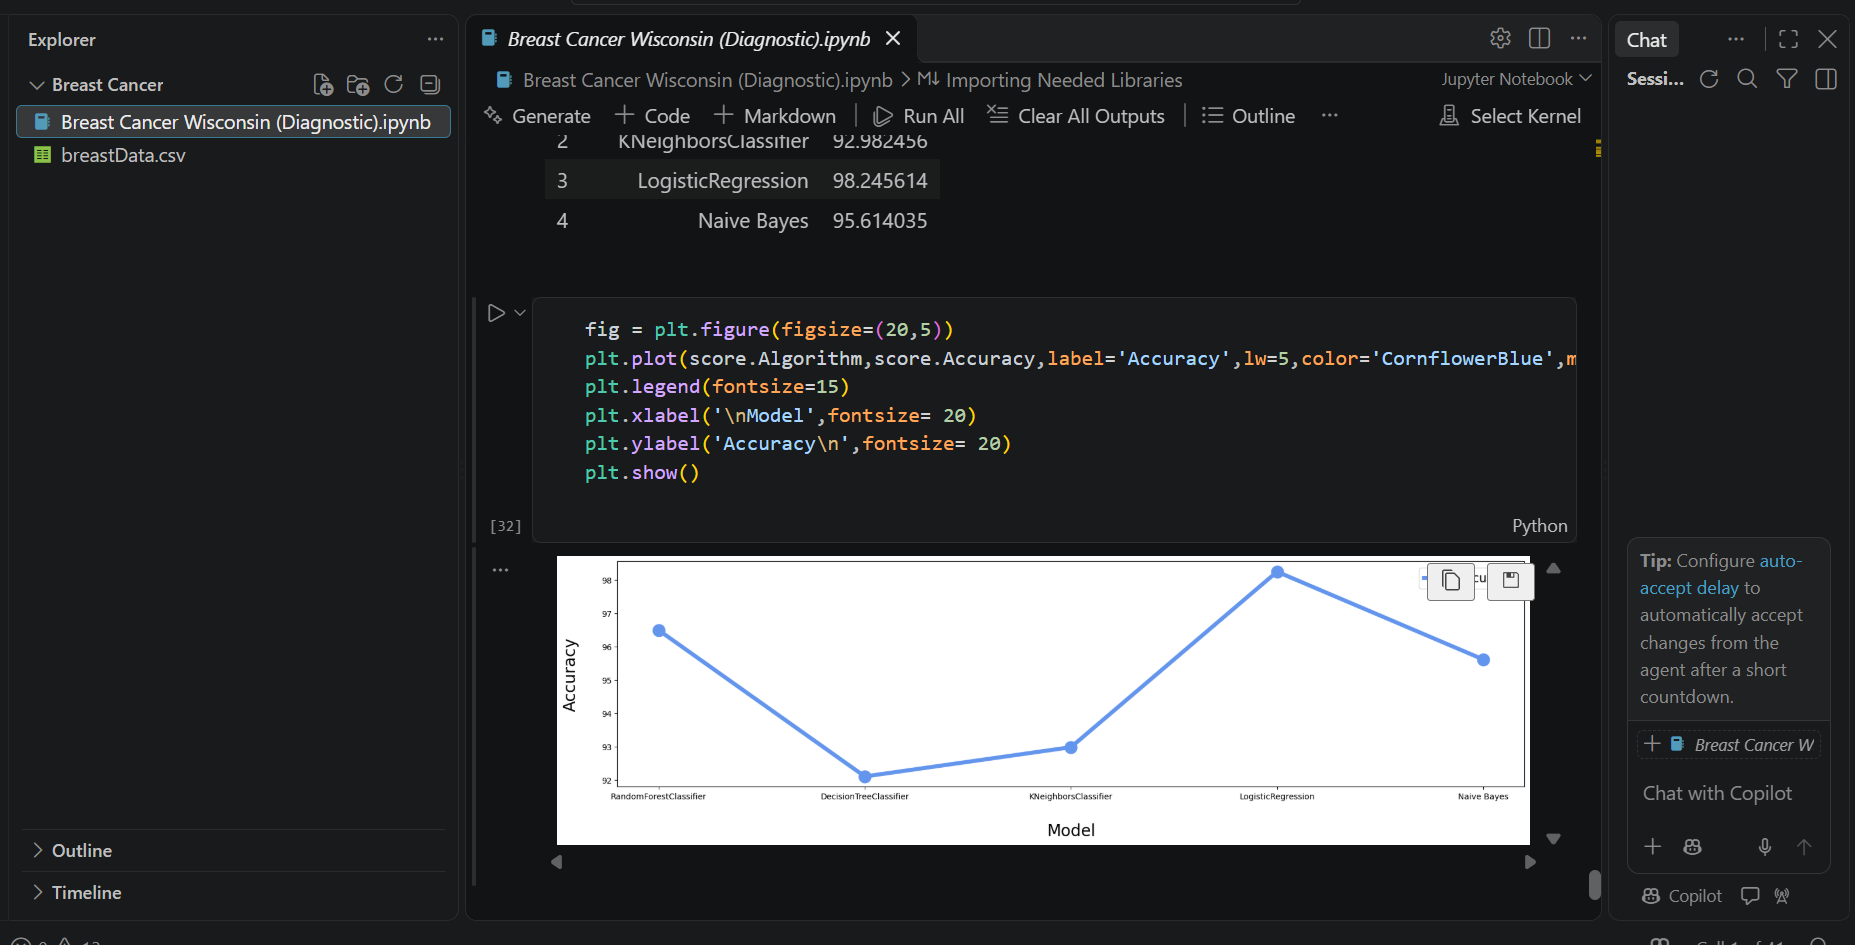 Explorer
Breast Cancer
Breast Cancer Wisconsin (Diagnostic).ipynb
breastData.csv
Outline
Timeline
Breast Cancer Wisconsin (Diagnostic).ipynb
Breast Cancer Wisconsin (Diagnostic).ipynb > M↓ Importing Needed Libraries
Jupyter Notebook
Generate + Code + Markdown Run All Clear All Outputs Outline ... Select Kernel
2 KNeighborsClassifier 92.982456
3 LogisticRegression 98.245614
4 Naive Bayes 95.614035
fig = plt.figure(figsize=(20,5))
plt.plot(score.Algorithm,score.Accuracy,label='Accuracy',lw=5,color='CornflowerBlue',m
plt.legend(fontsize=15)
plt.xlabel('\nModel',fontsize= 20)
plt.ylabel('Accuracy\n',fontsize= 20)
plt.show()
[32]
Python
98
97
96
95
94
93
92
Accuracy
RandomForestClassifier DecisionTreeClassifier KNeighborsClassifier LogisticRegression Naive Bayes
Model
Chat
Sessi...
Tip: Configure auto-
accept delay to
automatically accept
changes from the
agent after a short
countdown.
Breast Cancer W
Chat with Copilot
Copilot